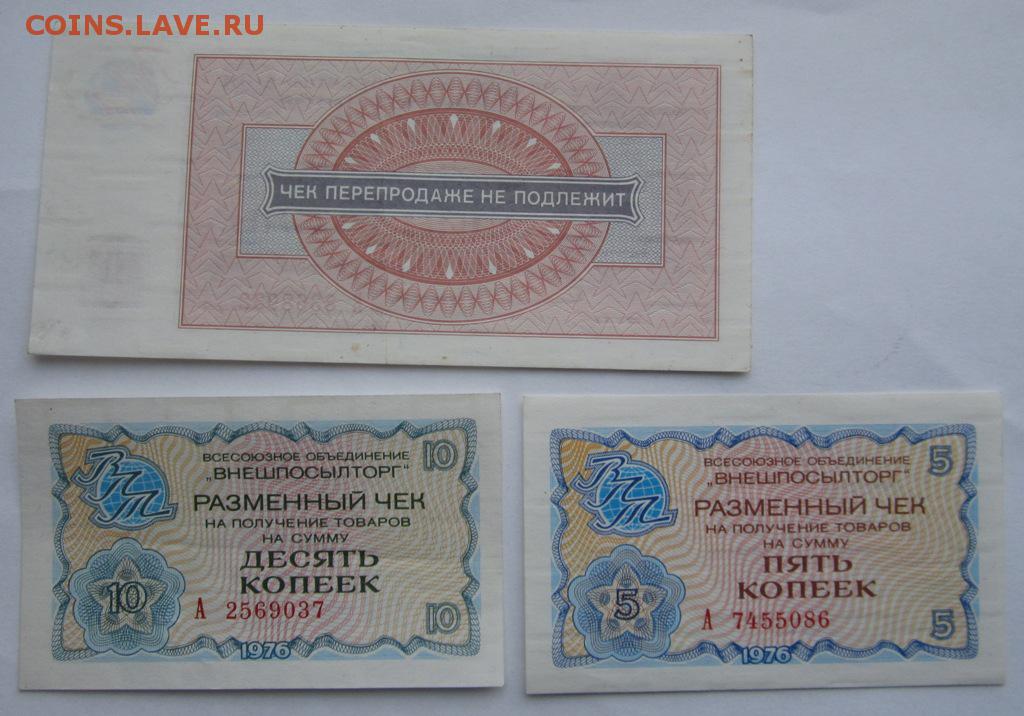 COINS.LAVE.RU
ЧЕК ПЕРЕПРОДАЖЕ НЕ ПОДЛЕЖИТ
ВПТ
10
ВСЕСОЮЗНОЕ ОБЪЕДИНЕНИЕ
„ВНЕШПОСЫЛТОРГ"
РАЗМЕННЫЙ ЧЕК
НА ПОЛУЧЕНИЕ ТОВАРОВ
НА СУММУ
ДЕСЯТЬ
КОПЕЕК
10
А 2569037
10
1976
ВПТ
5
ВСЕСОЮЗНОЕ ОБЪЕДИНЕНИЕ
„ВНЕШПОСЫЛТОРГ"
РАЗМЕННЫЙ ЧЕК
НА ПОЛУЧЕНИЕ ТОВАРОВ
НА СУММУ
ПЯТЬ
КОПЕЕК
5
А 7455086
5
1976